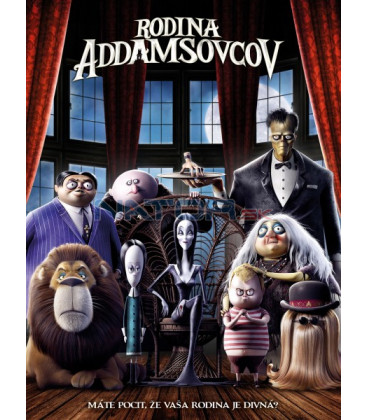 RODINA
ADDAMSOVCOV
MÁTE POCIT, ŽE VAŠA RODINA JE DIVNÁ?